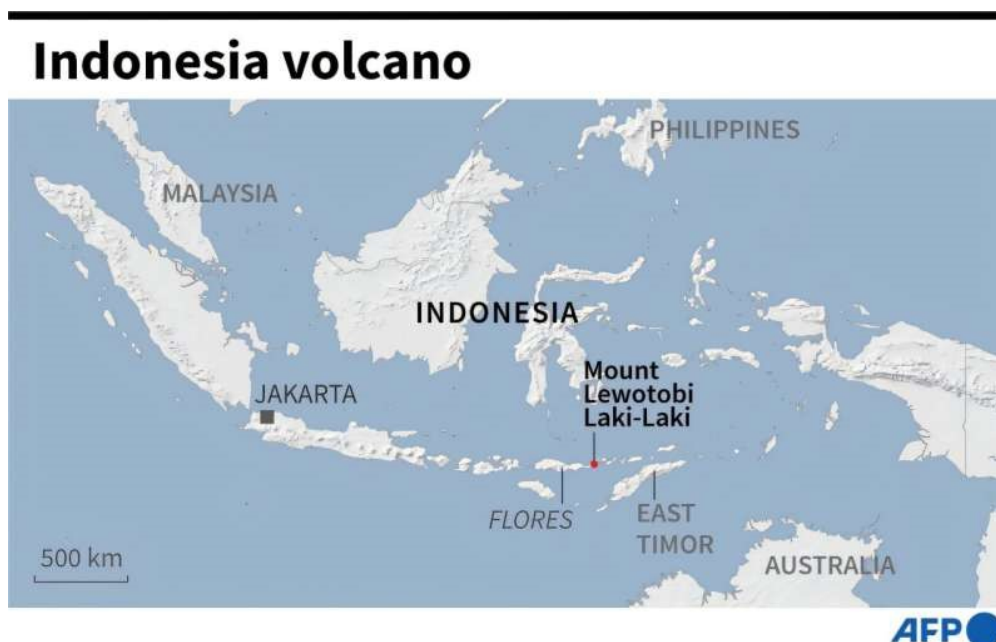 Indonesia volcano
PHILIPPINES
MALAYSIA
INDONESIA
Mount
Lewotobi
Laki-Laki
JAKARTA
FLORES
EAST
TIMOR
AUSTRALIA
500 km
AFP